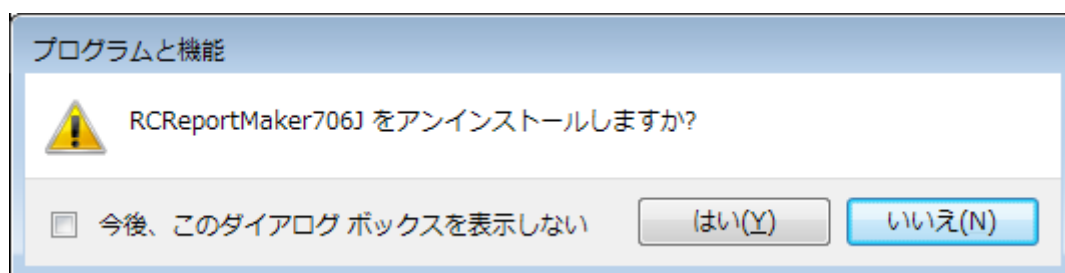 プログラムと機能
RCReportMaker706J をアンインストールしますか?
今後、このダイアログ ボックスを表示しない
はい(Y)
いいえ(N)